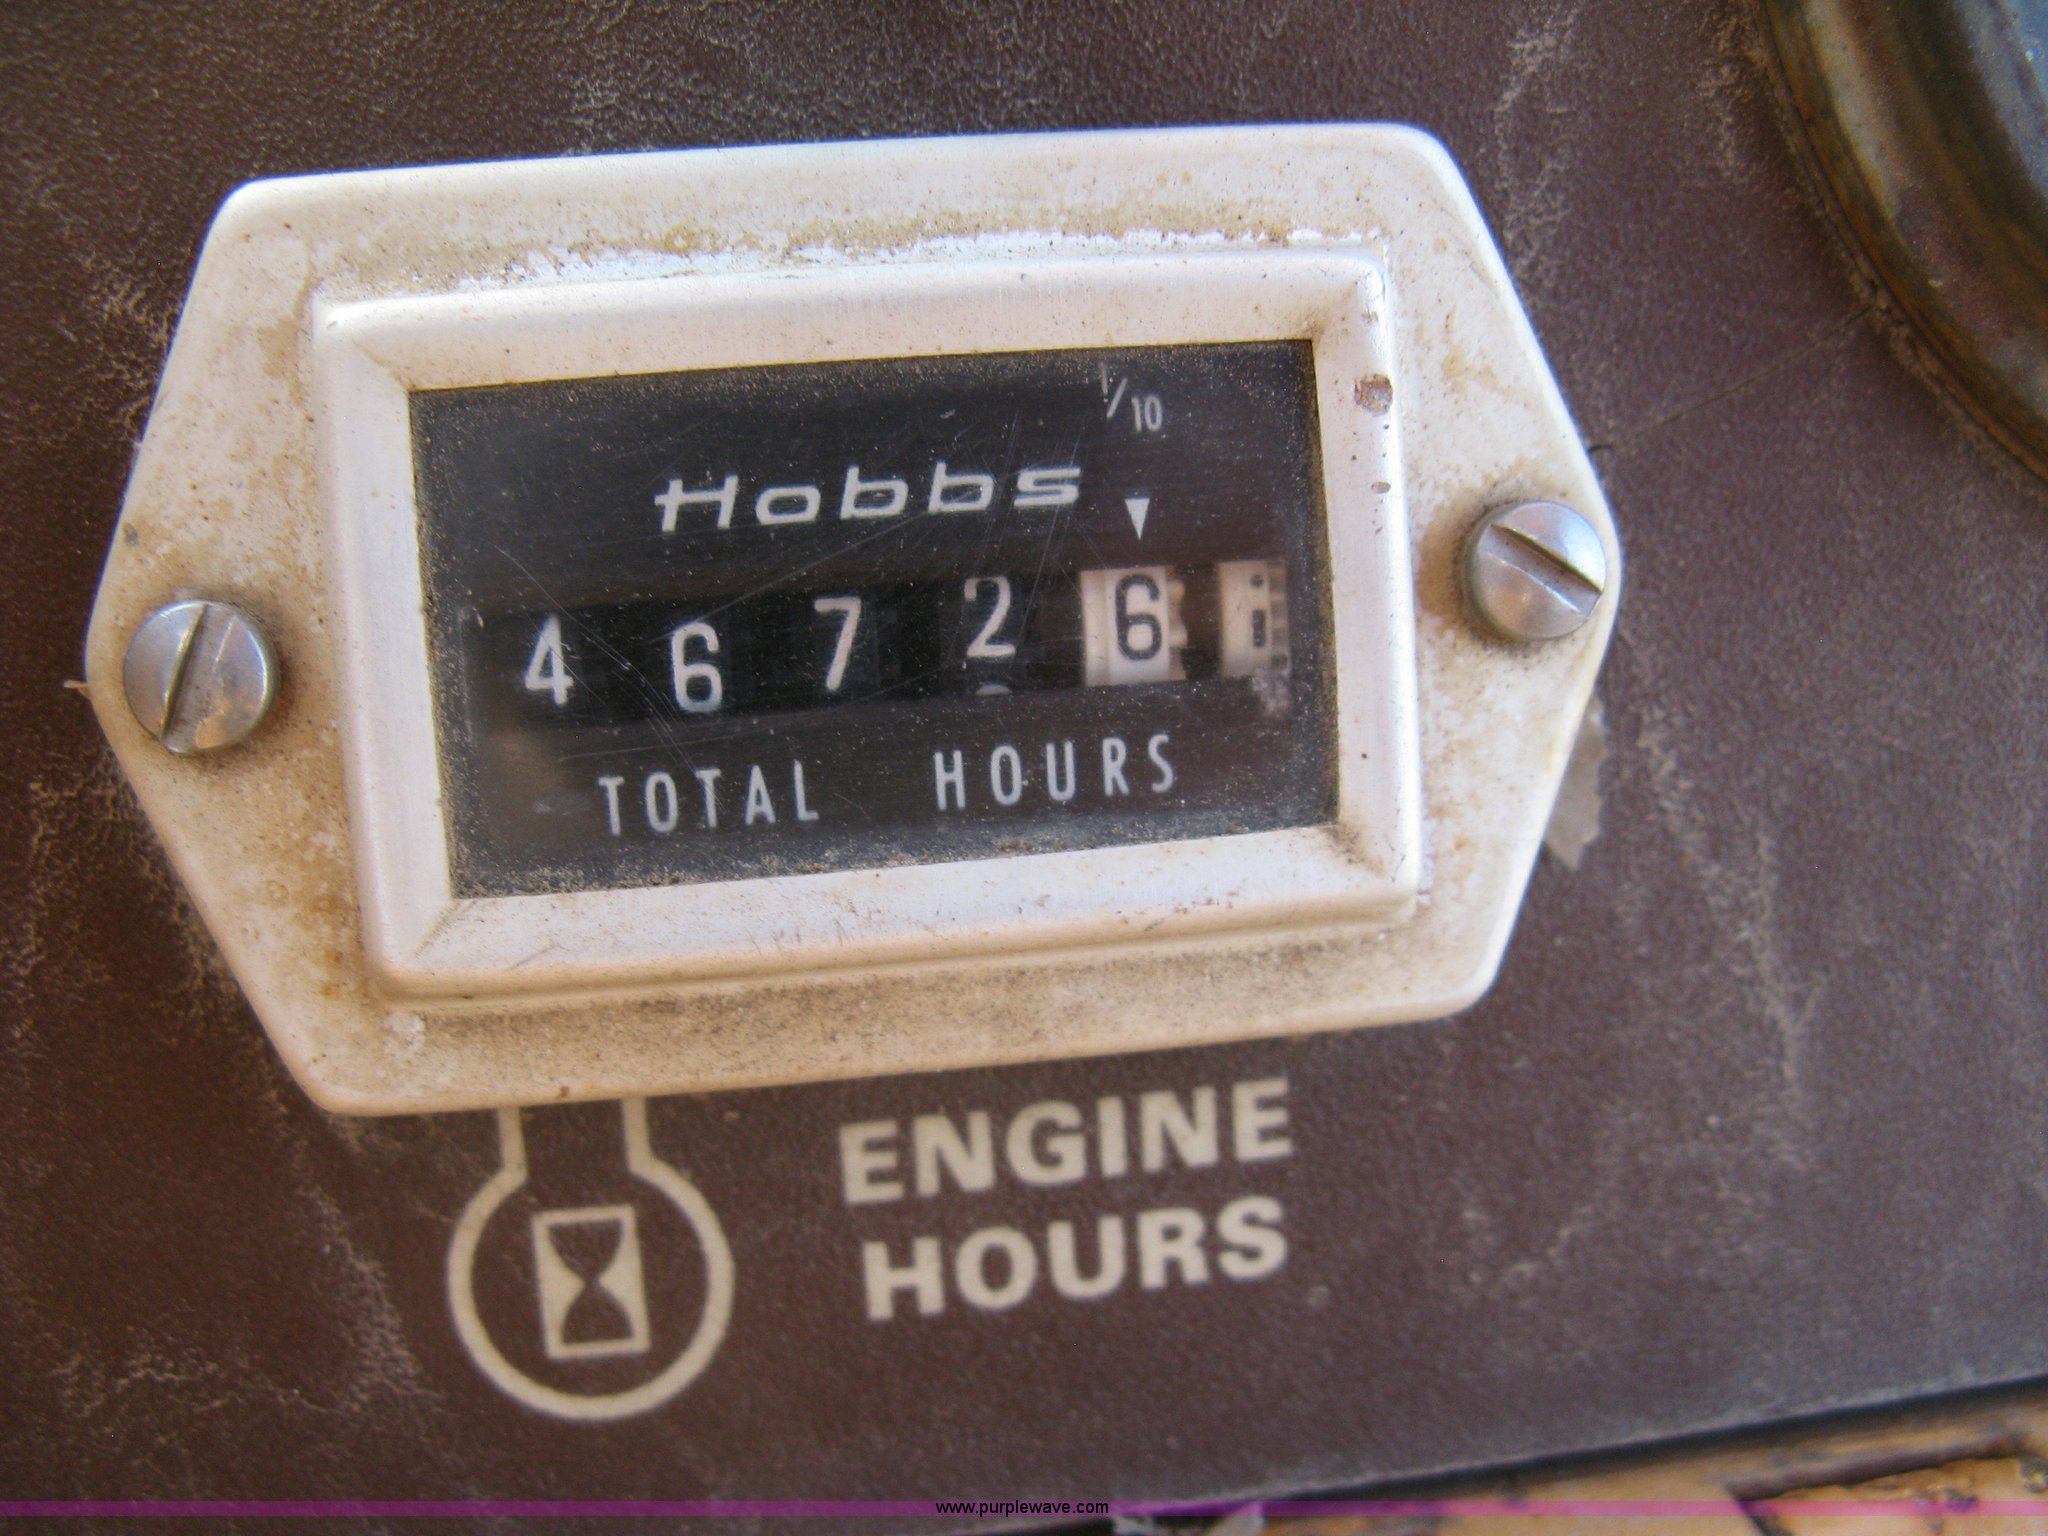 1/10
Hobbs
4 6 7 2 6
TOTAL HOURS
ENGINE
HOURS
www.purplewave.com